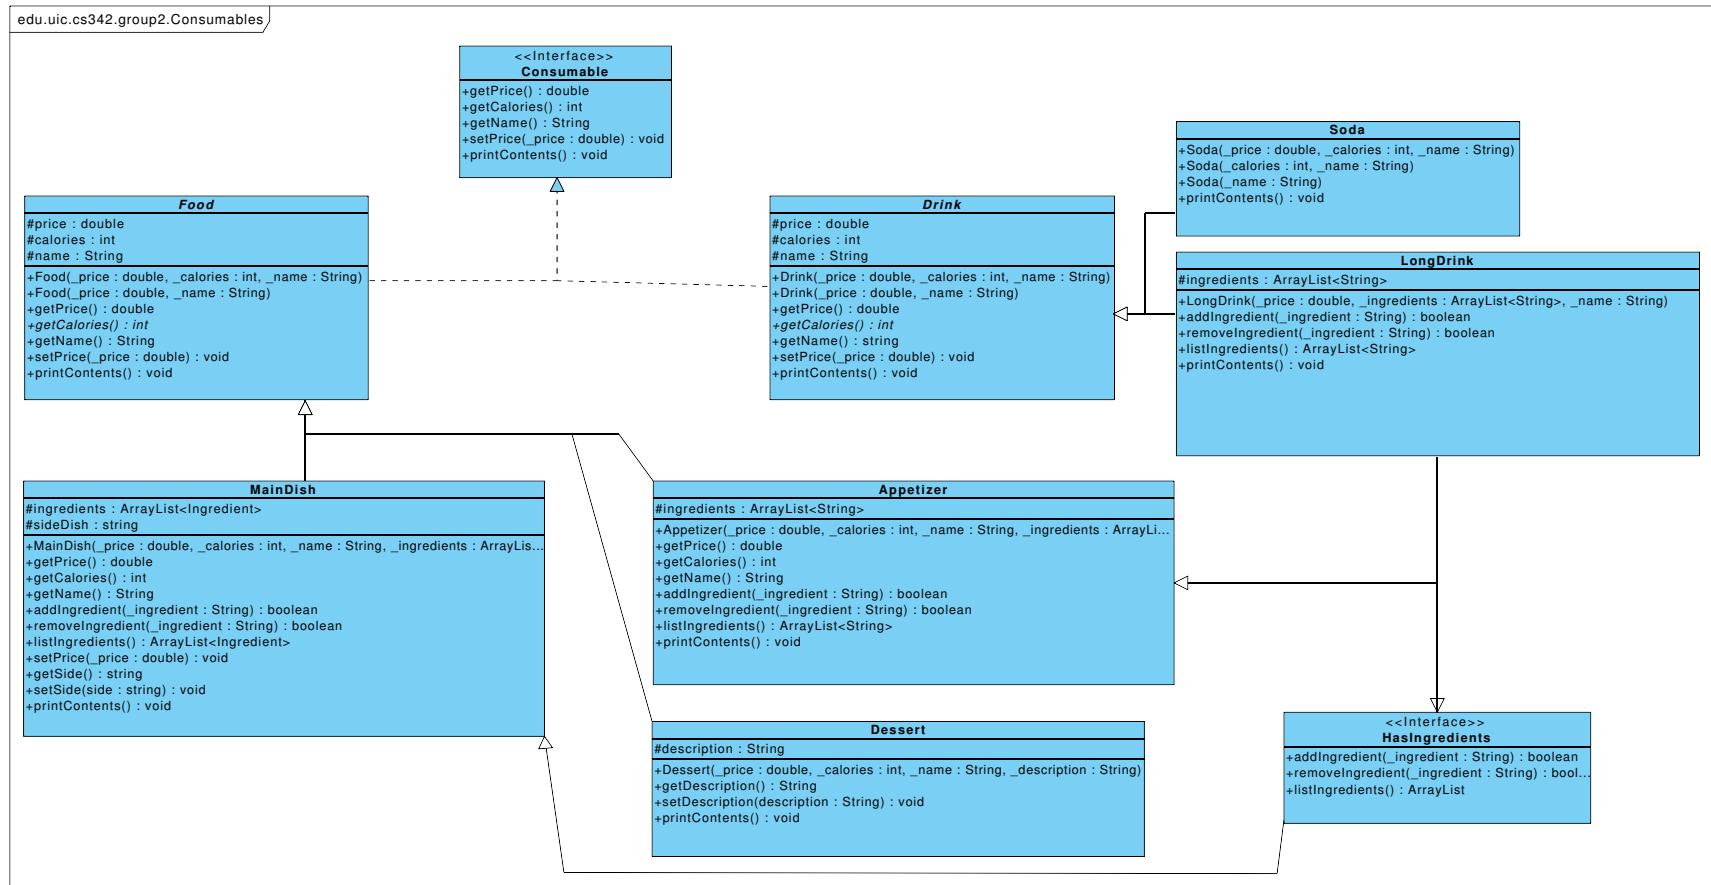 edu.uic.cs342.group2.Consumables
<<Interface>>
Consumable
+getPrice() : double
+getCalories() : int
+getName() : String
+setPrice(_price : double) : void
+printContents() : void
Soda
+Soda(_price : double, _calories : int, _name : String)
+Soda(_calories : int, _name : String)
+Soda(_name : String)
+printContents() : void
Food
#price : double
#calories : int
#name : String
+Food(_price : double, _calories : int, _name : String)
+Food(_price : double, _name : String)
+getPrice() : double
+getCalories() : int
+getName() : String
+setPrice(_price : double) : void
+printContents() : void
Drink
#price : double
#calories : int
#name : String
+Drink(_price : double, _calories : int, _name : String)
+Drink(_price : double, _name : String)
+getPrice() : double
+getCalories() : int
+getName() : string
+setPrice(_price : double) : void
+printContents() : void
LongDrink
#ingredients : ArrayList<String>
+LongDrink(_price : double, _ingredients : ArrayList<String>, _name : String)
+addIngredient(_ingredient : String) : boolean
+removeIngredient(_ingredient : String) : boolean
+listIngredients() : ArrayList<String>
+printContents() : void
MainDish
#ingredients : ArrayList<Ingredient>
#sideDish : string
+MainDish(_price : double, _calories : int, _name : String, _ingredients : ArrayLis...
+getPrice() : double
+getCalories() : int
+getName() : String
+addIngredient(_ingredient : String) : boolean
+removeIngredient(_ingredient : String) : boolean
+listIngredients() : ArrayList<Ingredient>
+setPrice(_price : double) : void
+getSide() : string
+setSide(side : string) : void
+printContents() : void
Appetizer
#ingredients : ArrayList<String>
+Appetizer(_price : double, _calories : int, _name : String, _ingredients : ArrayLi...
+getPrice() : double
+getCalories() : int
+getName() : String
+addIngredient(_ingredient : String) : boolean
+removeIngredient(_ingredient : String) : boolean
+listIngredients() : ArrayList<String>
+printContents() : void
Dessert
#description : String
+Dessert(_price : double, _calories : int, _name : String, _description : String)
+getDescription() : String
+setDescription(description : String) : void
+printContents() : void
<<Interface>>
HasIngredients
+addIngredient(_ingredient : String) : boolean
+removeIngredient(_ingredient : String) : bool...
+listIngredients() : ArrayList